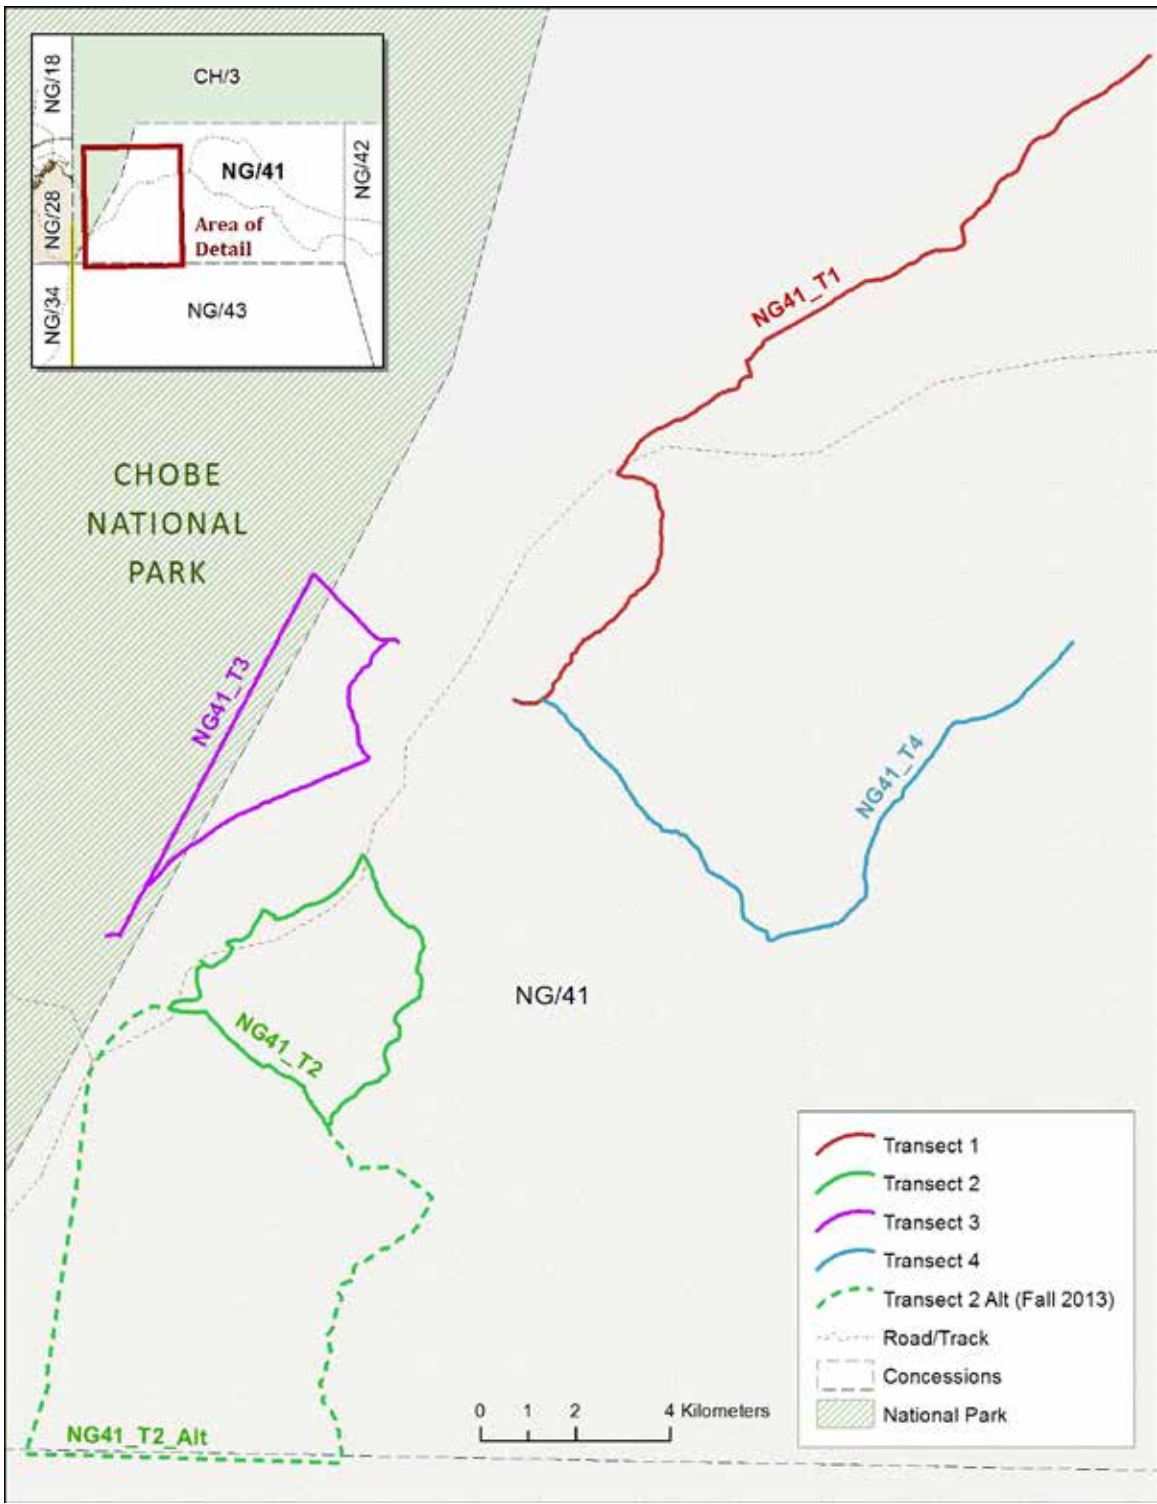 NG/18
CH/3
NG/41
NG/42
NG/28
Area of
Detail
NG/34
NG/43
NG41_T1
CHOBE
NATIONAL
PARK
NG41_T3
NG41_T4
NG/41
NG41_T2
Transect 1
Transect 2
Transect 3
Transect 4
Transect 2 Alt (Fall 2013)
Road/Track
Concessions
National Park
0 1 2 4 Kilometers
NG41_T2_Alt